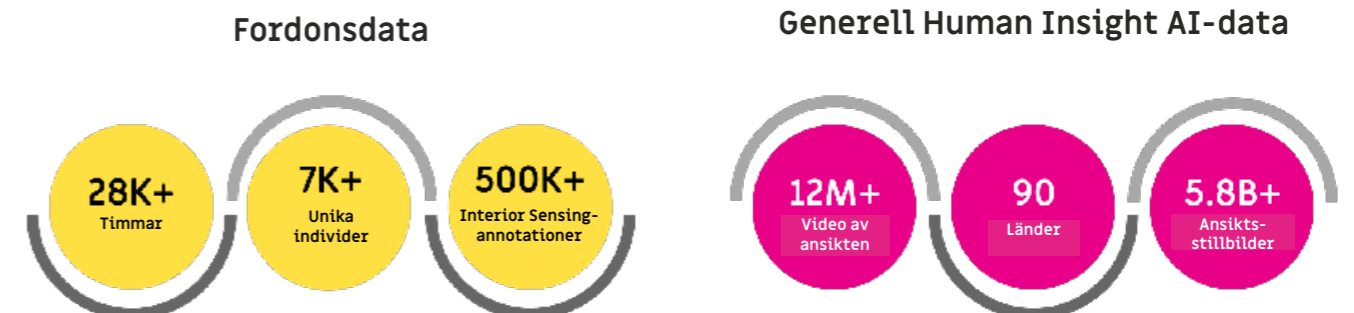 Fordonsdata
28K+
Timmar
7K+
Unika
individer
500K+
Interior Sensing-
annotationer
Generell Human Insight AI-data
12M+
Video av
ansikten
90
Länder
5.8B+
Ansikts-
stillbilder